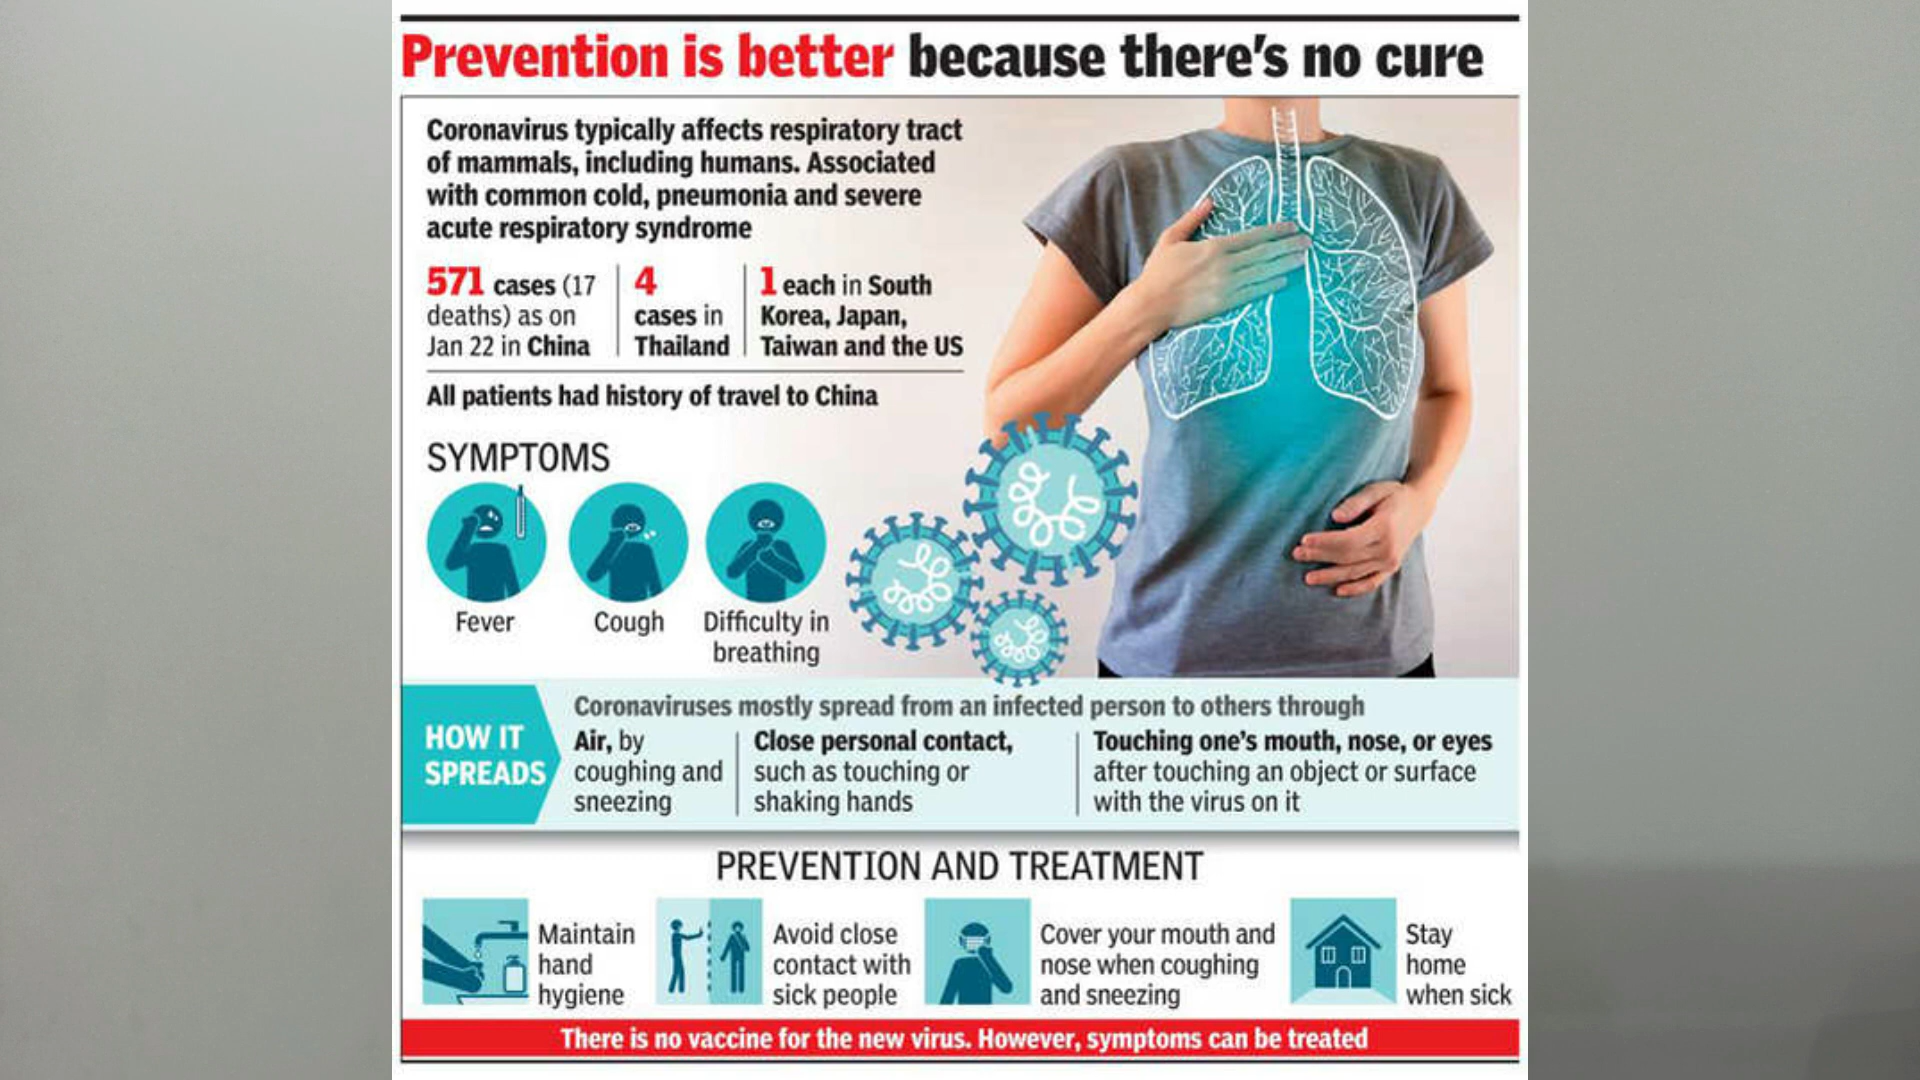 Prevention is better because there's no cure
Coronavirus typically affects respiratory tract
of mammals, including humans. Associated
with common cold, pneumonia and severe
acute respiratory syndrome
571 cases (17
deaths) as on
Jan 22 in China
4
cases in
Thailand
1 each in South
Korea, Japan,
Taiwan and the US
All patients had history of travel to China
SYMPTOMS
Fever
Cough
Difficulty in
breathing
HOW IT
SPREADS
Coronaviruses mostly spread from an infected person to others through
Air, by
coughing and
sneezing
Close personal contact,
such as touching or
shaking hands
Touching one's mouth, nose, or eyes
after touching an object or surface
with the virus on it
PREVENTION AND TREATMENT
Maintain
hand
hygiene
Avoid close
contact with
sick people
Cover your mouth and
nose when coughing
and sneezing
Stay
home
when sick
There is no vaccine for the new virus. However, symptoms can be treated